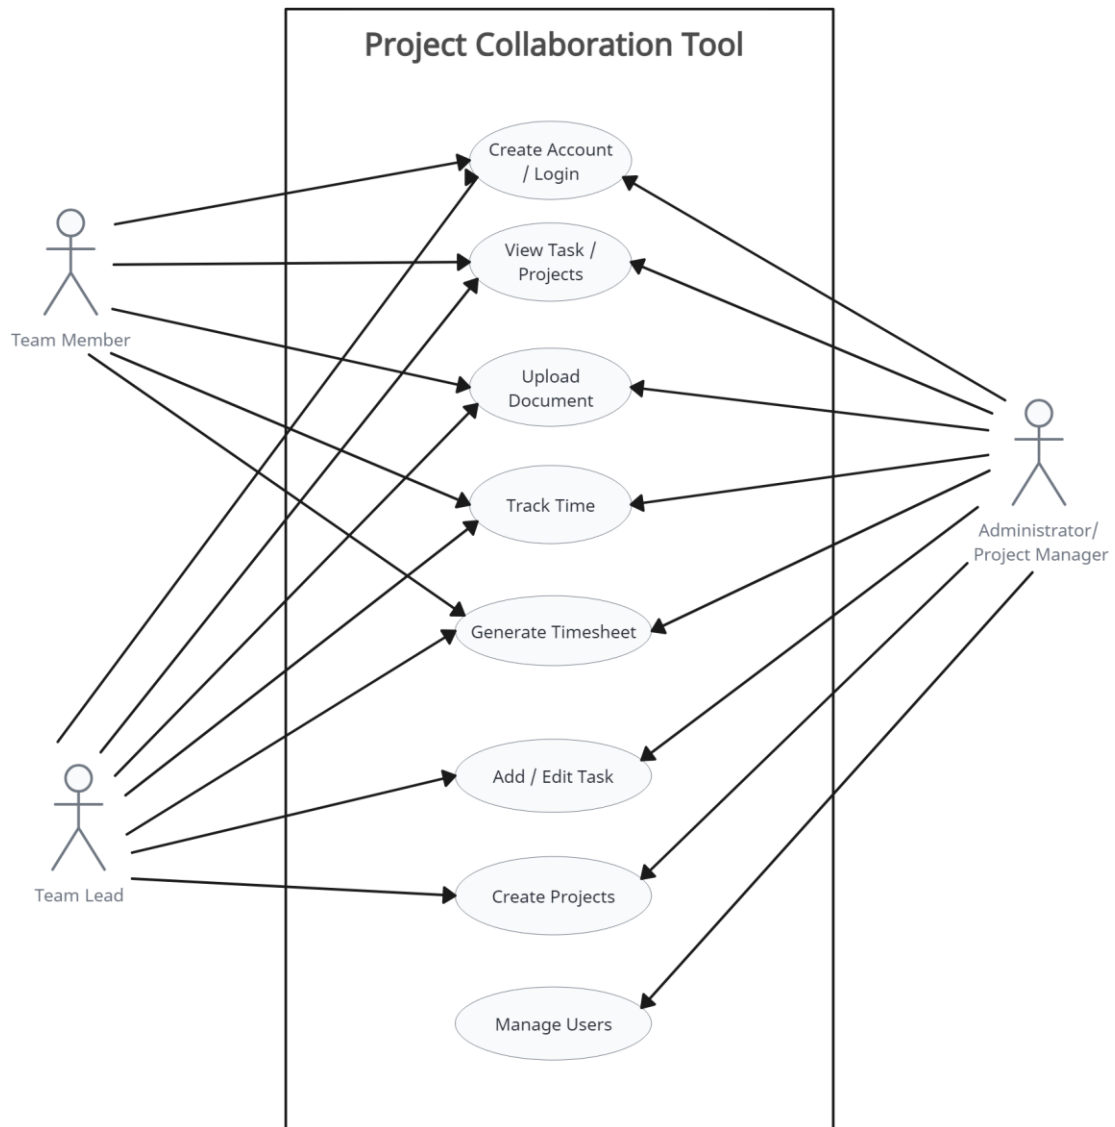 Project Collaboration Tool
Create Account
/ Login
View Task /
Projects
Team Member
Upload
Document
Track Time
Administrator/
Project Manager
Generate Timesheet
Add / Edit Task
Team Lead
Create Projects
Manage Users